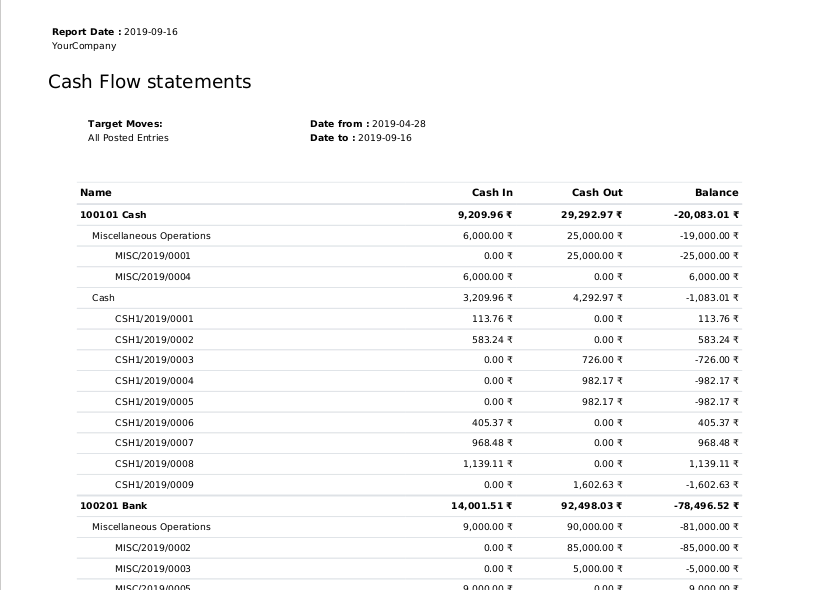 Report Date : 2019-09-16
YourCompany
Cash Flow statements
Target Moves: Date from : 2019-04-28
All Posted Entries Date to : 2019-09-16
Name Cash In Cash Out Balance
100101 Cash 9,209.96 ₹ 29,292.97 ₹ -20,083.01 ₹
Miscellaneous Operations 6,000.00 ₹ 25,000.00 ₹ -19,000.00 ₹
MISC/2019/0001 0.00 ₹ 25,000.00 ₹ -25,000.00 ₹
MISC/2019/0004 6,000.00 ₹ 0.00 ₹ 6,000.00 ₹
Cash 3,209.96 ₹ 4,292.97 ₹ -1,083.01 ₹
CSH1/2019/0001 113.76 ₹ 0.00 ₹ 113.76 ₹
CSH1/2019/0002 583.24 ₹ 0.00 ₹ 583.24 ₹
CSH1/2019/0003 0.00 ₹ 726.00 ₹ -726.00 ₹
CSH1/2019/0004 0.00 ₹ 982.17 ₹ -982.17 ₹
CSH1/2019/0005 0.00 ₹ 982.17 ₹ -982.17 ₹
CSH1/2019/0006 405.37 ₹ 0.00 ₹ 405.37 ₹
CSH1/2019/0007 968.48 ₹ 0.00 ₹ 968.48 ₹
CSH1/2019/0008 1,139.11 ₹ 0.00 ₹ 1,139.11 ₹
CSH1/2019/0009 0.00 ₹ 1,602.63 ₹ -1,602.63 ₹
100201 Bank 14,001.51 ₹ 92,498.03 ₹ -78,496.52 ₹
Miscellaneous Operations 9,000.00 ₹ 90,000.00 ₹ -81,000.00 ₹
MISC/2019/0002 0.00 ₹ 85,000.00 ₹ -85,000.00 ₹
MISC/2019/0003 0.00 ₹ 5,000.00 ₹ -5,000.00 ₹
MISC/2019/0005 9,000.00 ₹ 0.00 ₹ 9,000.00 ₹